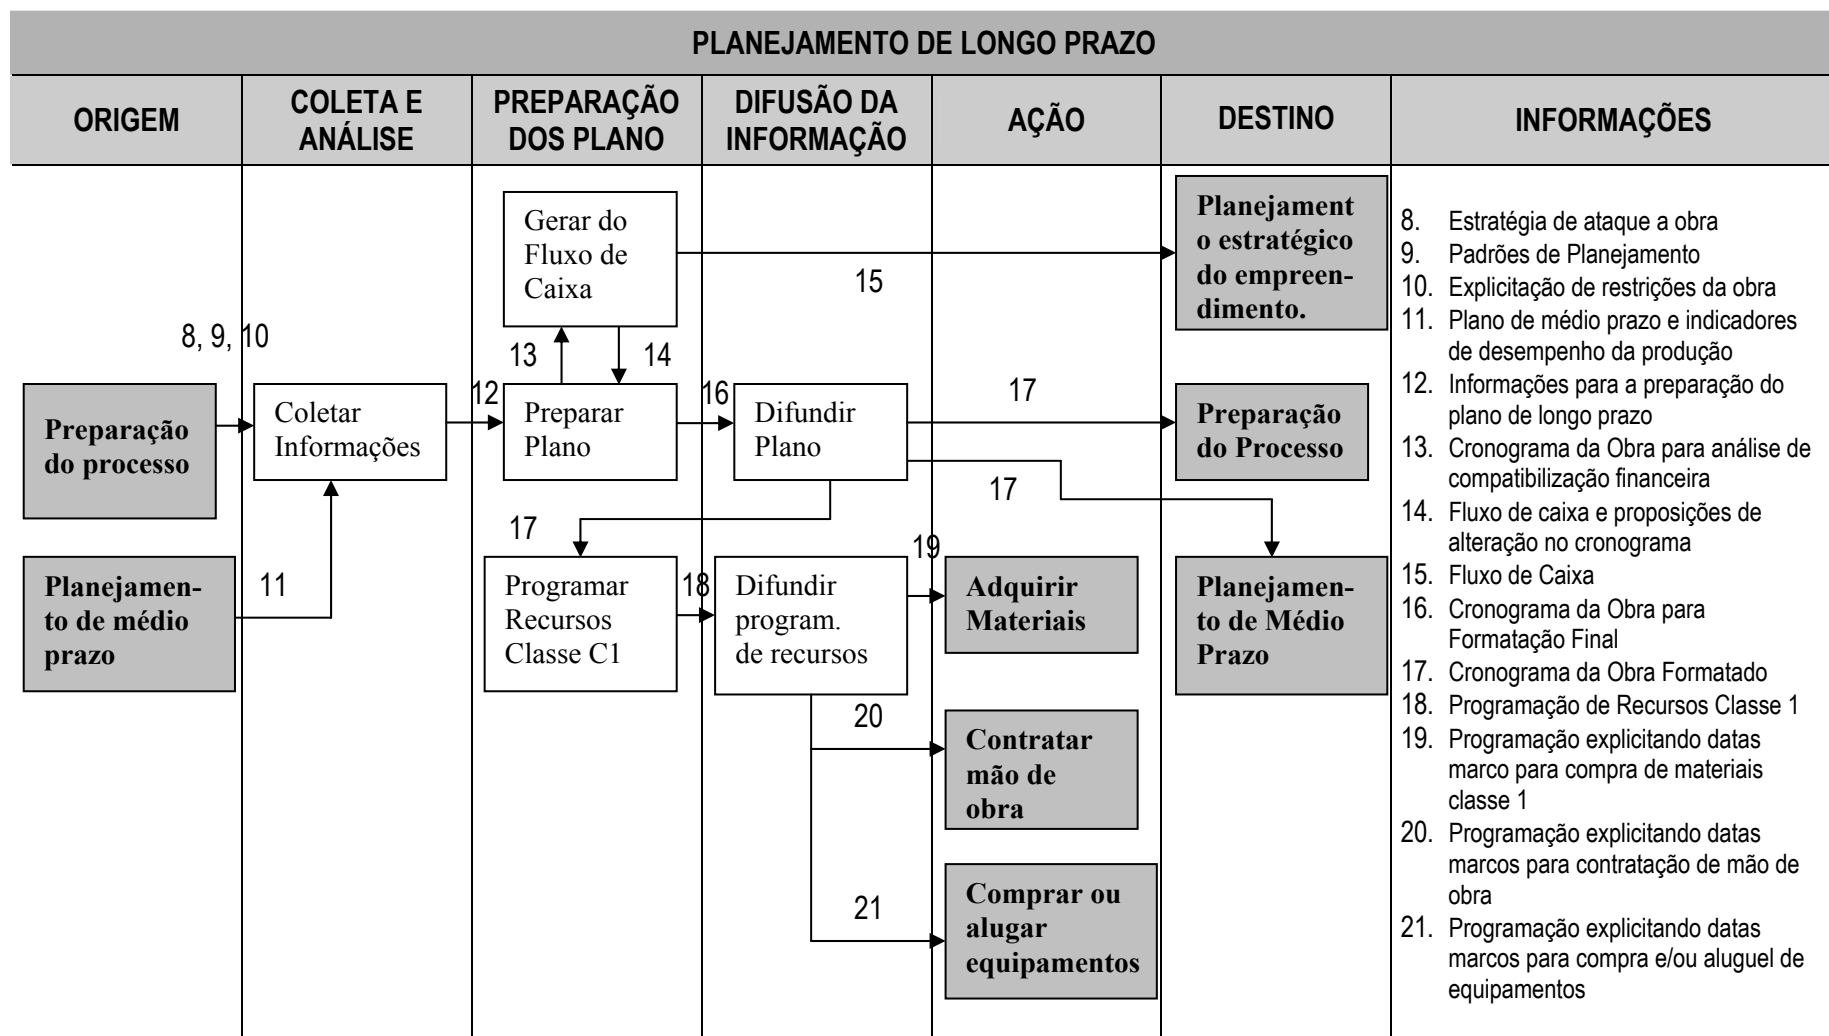 PLANEJAMENTO DE LONGO PRAZO
ORIGEM
COLETA E
ANÁLISE
PREPARAÇÃO
DOS PLANO
DIFUSÃO DA
INFORMAÇÃO
AÇÃO
DESTINO
INFORMAÇÕES
8, 9, 10
Preparação
do processo
Planejamen-
to de médio
prazo
11
Coletar
Informações
12
Gerar do
Fluxo de
Caixa
13
14
Preparar
Plano
16
17
Programar
Recursos
Classe C1
18
Difundir
Plano
Difundir
program.
de recursos
15
17
17
19
Adquirir
Materiais
20
Contratar
mão de
obra
21
Comprar ou
alugar
equipamentos
Planejament
o estratégico
do empreen-
dimento.
Preparação
do Processo
Planejamen-
to de Médio
Prazo
8. Estratégia de ataque a obra
9. Padrões de Planejamento
10. Explicitação de restrições da obra
11. Plano de médio prazo e indicadores
de desempenho da produção
12. Informações para a preparação do
plano de longo prazo
13. Cronograma da Obra para análise de
compatibilização financeira
14. Fluxo de caixa e proposições de
alteração no cronograma
15. Fluxo de Caixa
16. Cronograma da Obra para
Formatação Final
17. Cronograma da Obra Formatado
18. Programação de Recursos Classe 1
19. Programação explicitando datas
marco para compra de materiais
classe 1
20. Programação explicitando datas
marcos para contratação de mão de
obra
21. Programação explicitando datas
marcos para compra e/ou aluguel de
equipamentos